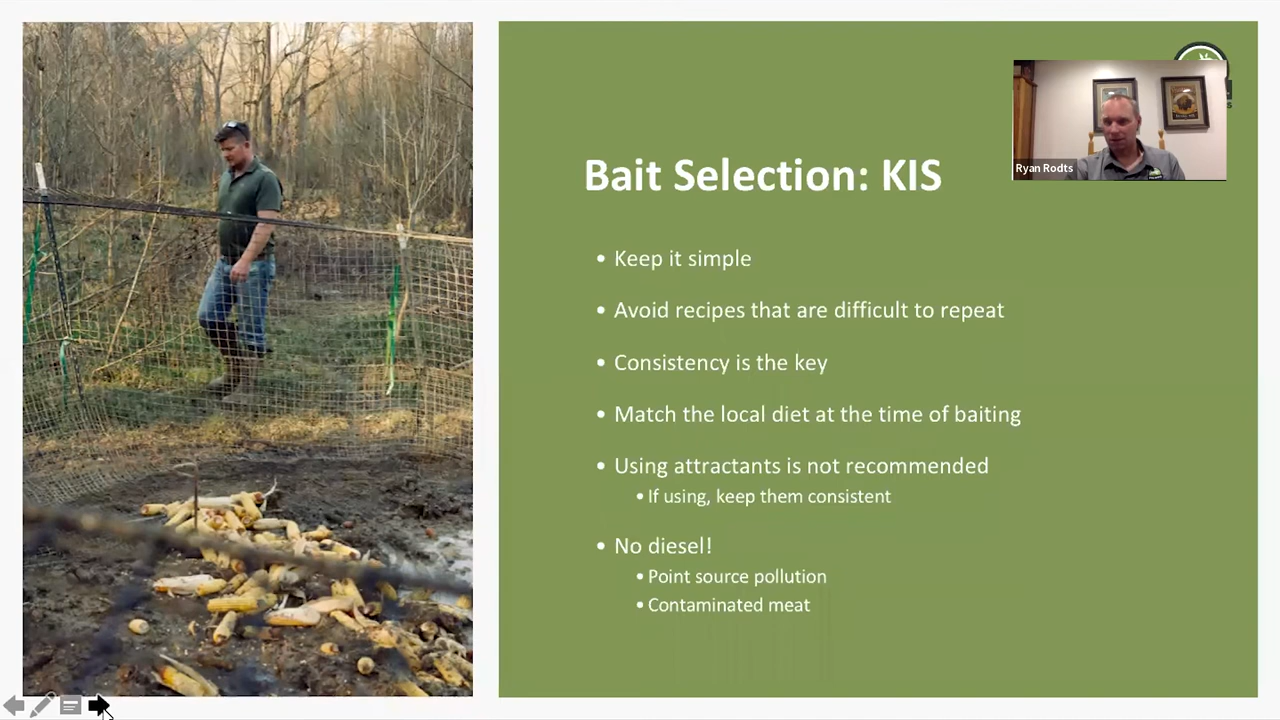 Bait Selection: KIS
Ryan Rodts
• Keep it simple
• Avoid recipes that are difficult to repeat
• Consistency is the key
• Match the local diet at the time of baiting
• Using attractants is not recommended
• If using, keep them consistent
• No diesel!
• Point source pollution
• Contaminated meat